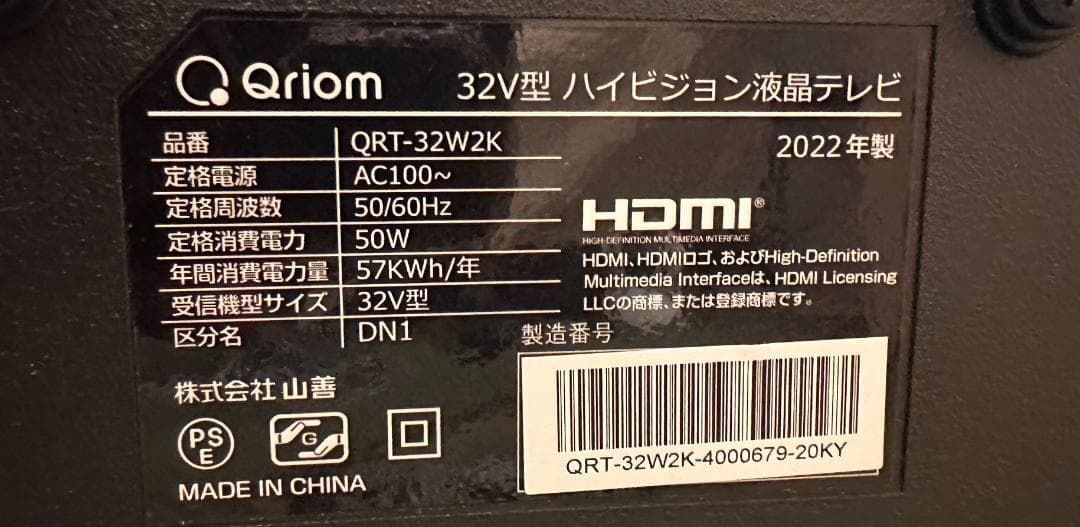 Qriom 32V型 ハイビジョン液晶テレビ
2022年製
品番 QRT-32W2K
定格電源 AC100~
定格周波数 50/60Hz
定格消費電力 50W
年間消費電力量 57KWh/年
受信機型サイズ 32V型
区分名 DN1
HDMI®
HIGH-DEFINITION MULTIMEDIA INTERFACE
HDMI、HDMIロゴ、およびHigh-Definition
Multimedia Interfaceは、HDMI Licensing
LLCの商標、または登録商標です。
製造番号
QRT-32W2K-4000679-20KY
株式会社 山善
PS
E
G
MADE IN CHINA